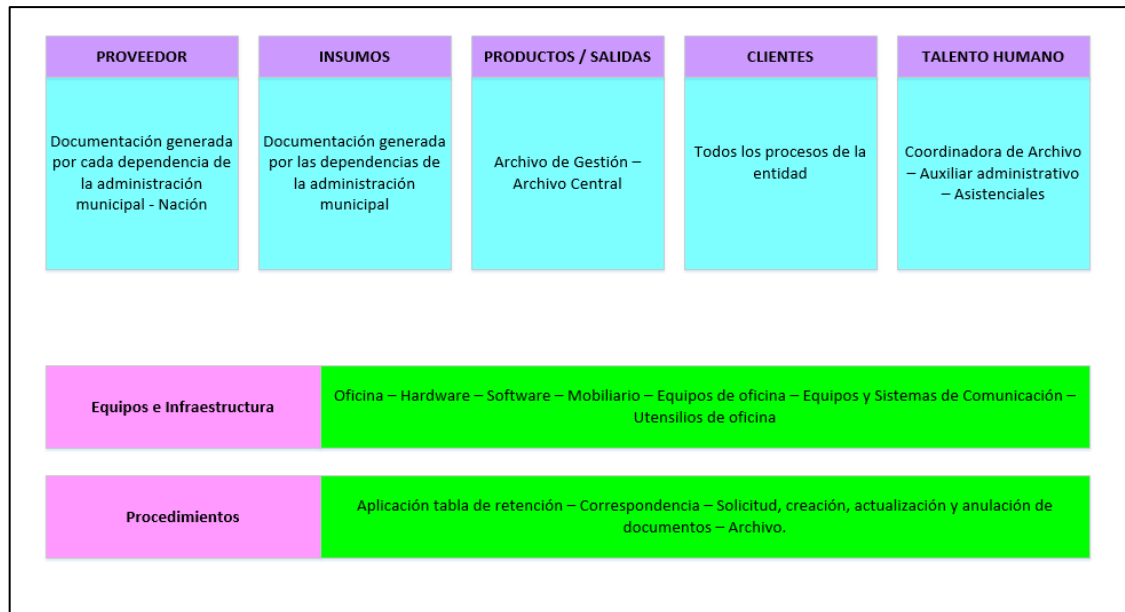 PROVEEDOR
Documentación generada
por cada dependencia de
la administración
municipal - Nación
INSUMOS
Documentación generada
por las dependencias de
la administración
municipal
PRODUCTOS / SALIDAS
Archivo de Gestión –
Archivo Central
CLIENTES
Todos los procesos de la
entidad
TALENTO HUMANO
Coordinadora de Archivo
– Auxiliar administrativo
– Asistenciales
Equipos e Infraestructura
Oficina – Hardware – Software – Mobiliario – Equipos de oficina – Equipos y Sistemas de Comunicación –
Utensilios de oficina
Procedimientos
Aplicación tabla de retención – Correspondencia – Solicitud, creación, actualización y anulación de
documentos – Archivo.